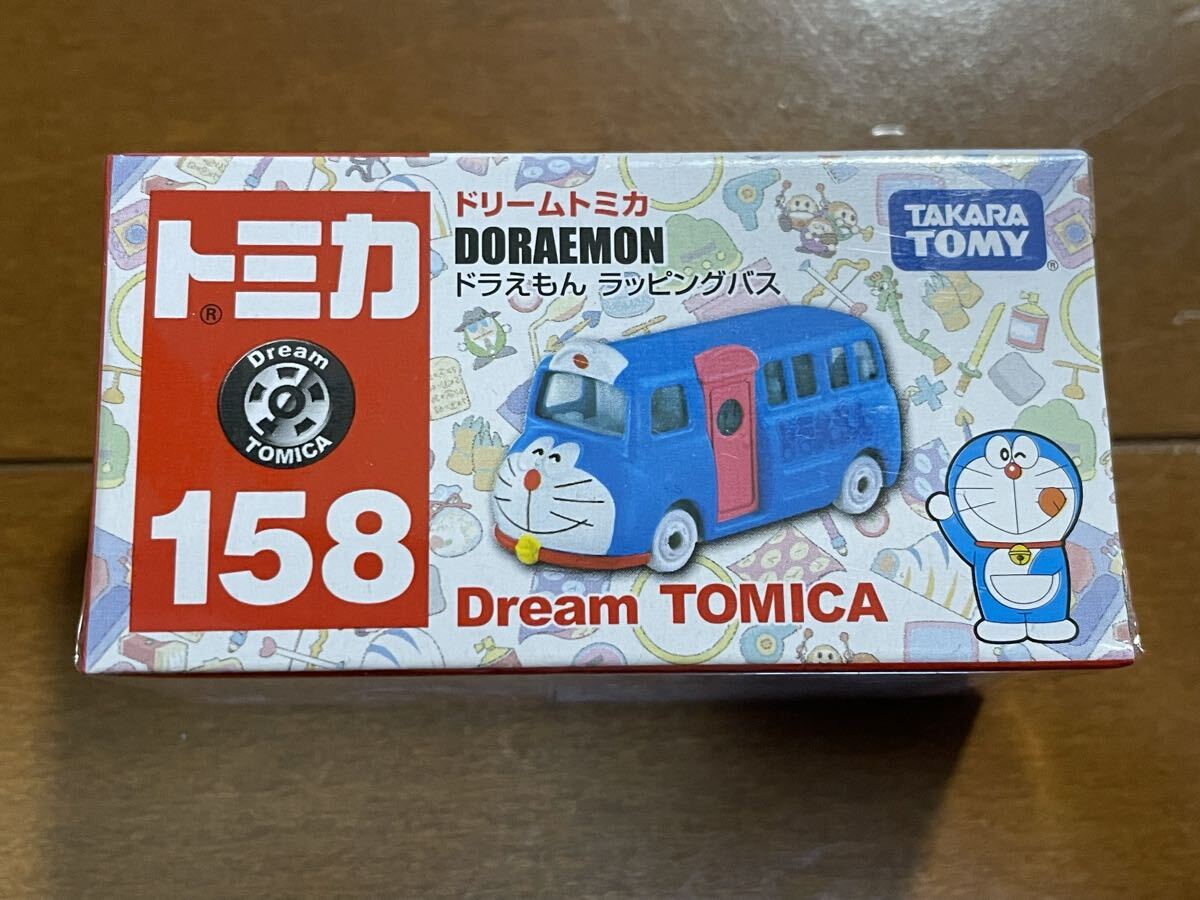 トミカ
®
Dream
TOMICA
158
ドリームトミカ
DORAEMON
ドラえもん ラッピングバス
Dream TOMICA
TAKARA
TOMY
®